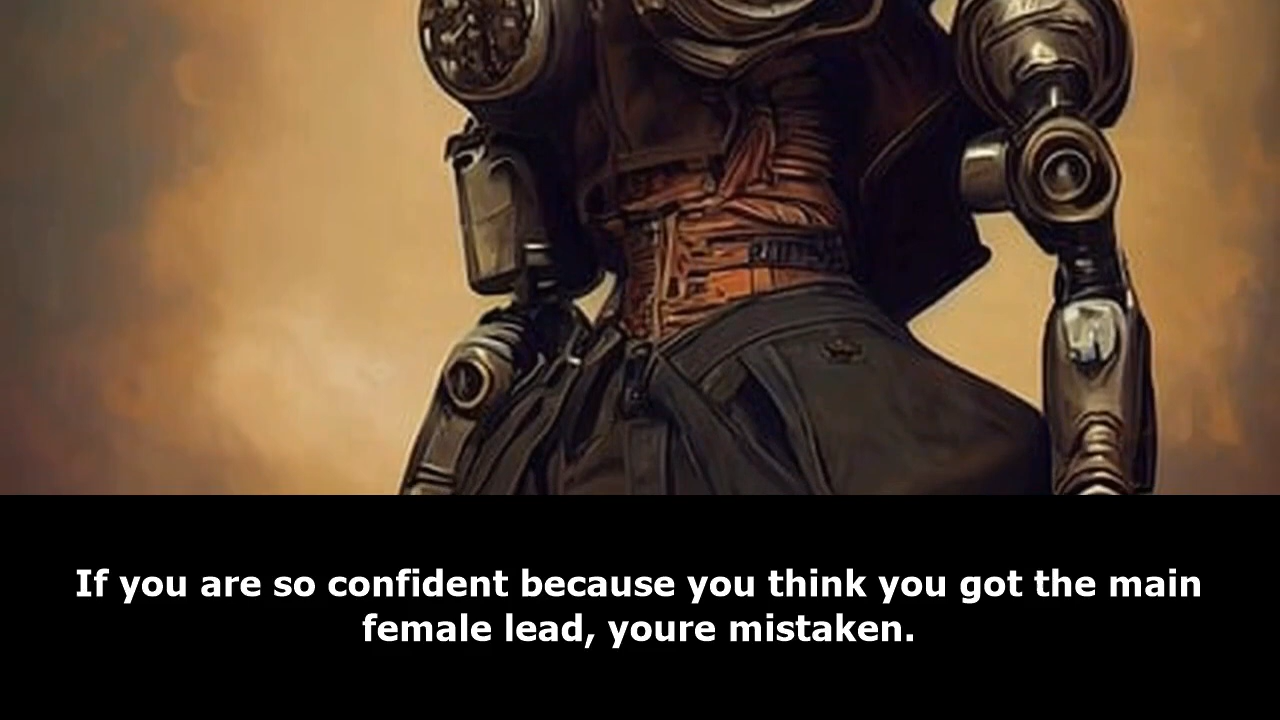 If you are so confident because you think you got the main
female lead, youre mistaken.